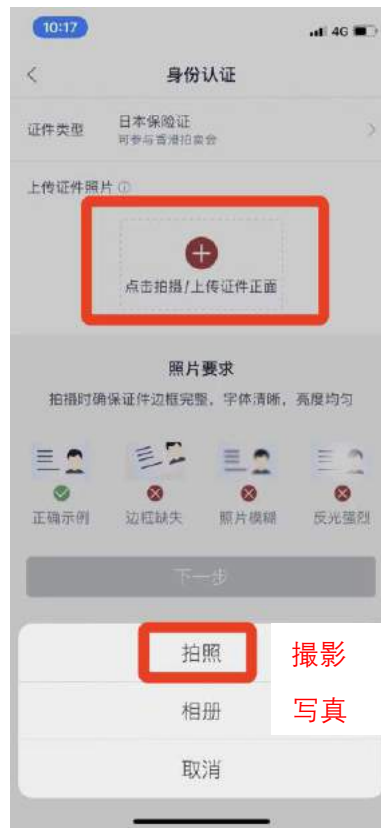 10:17
4G
身份认证
证件类型
日本保险证
可参与香港拍卖会
上传证件照片
点击拍摄/上传证件正面
照片要求
拍摄时确保证件边框完整，字体清晰，亮度均匀
正确示例 边框缺失 照片模糊 反光强烈
下一步
拍照 撮影
相册 写真
取消